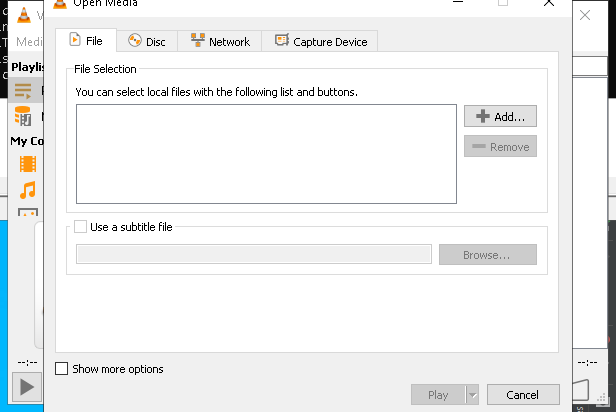 Open Media
Medi
File
Disc
Network
Capture Device
Playlis
File Selection
You can select local files with the following list and buttons.
Add...
Remove
My Co
Use a subtitle file
Browse...
--:--
--:--
Show more options
Play
Cancel